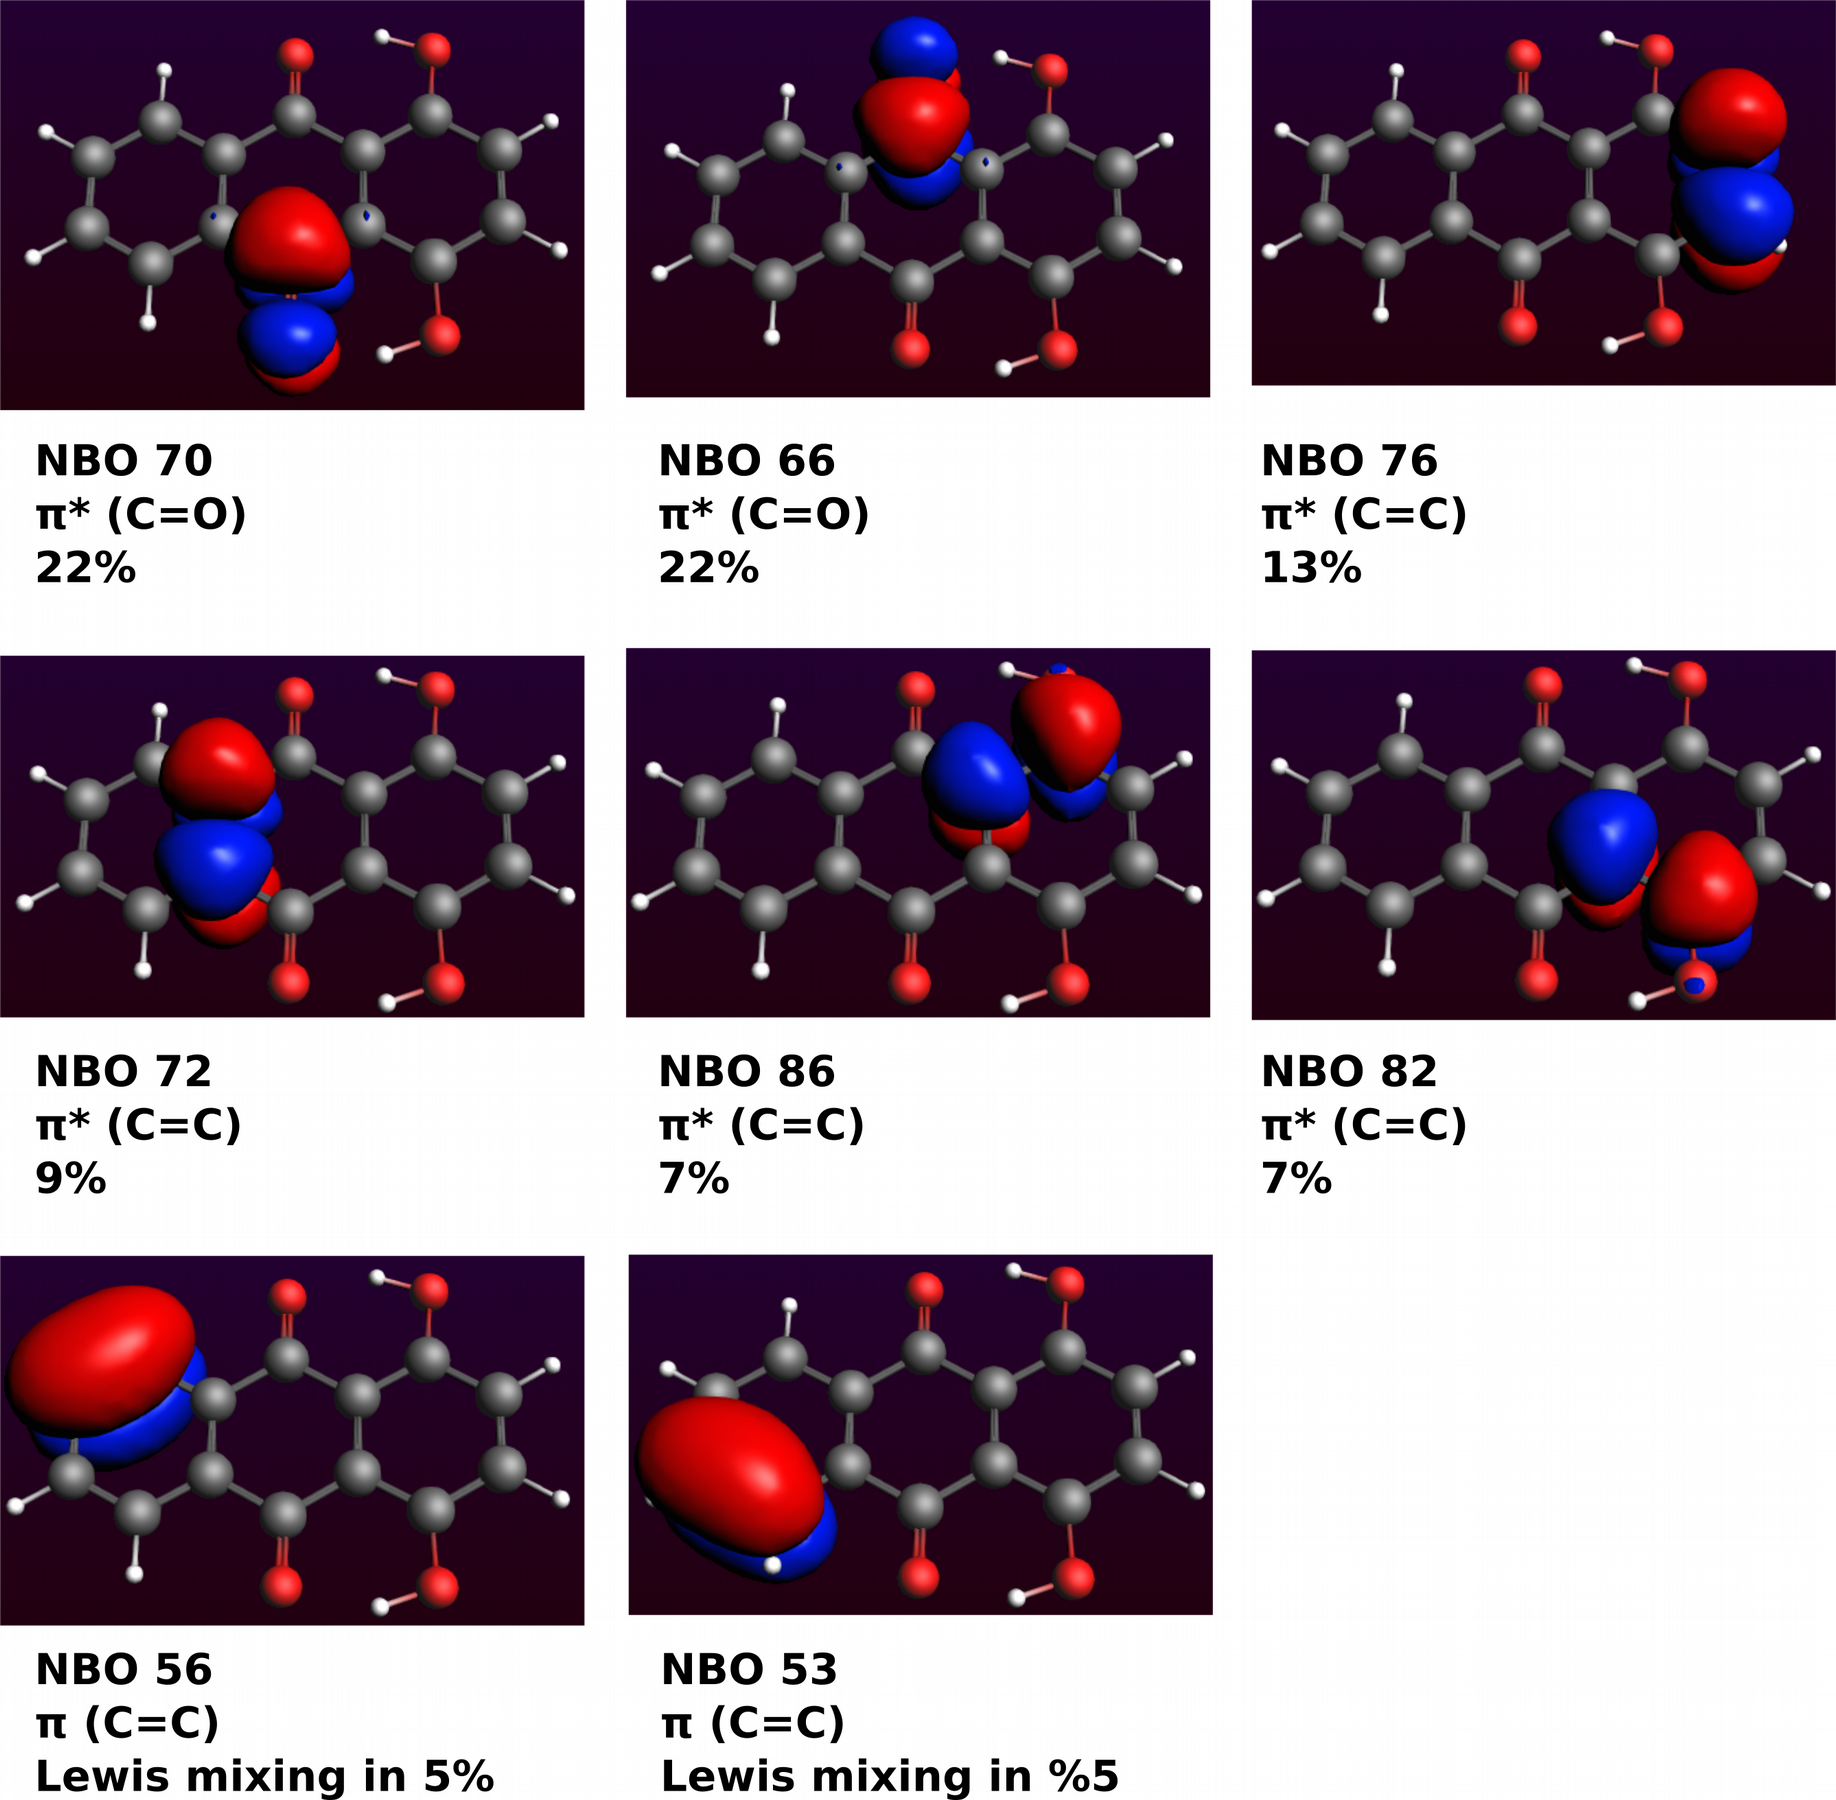 NBO 70
π* (C=O)
22%
NBO 66
π* (C=O)
22%
NBO 76
π* (C=C)
13%
NBO 72
π* (C=C)
9%
NBO 86
π* (C=C)
7%
NBO 82
π* (C=C)
7%
NBO 56
π (C=C)
Lewis mixing in 5%
NBO 53
π (C=C)
Lewis mixing in %5